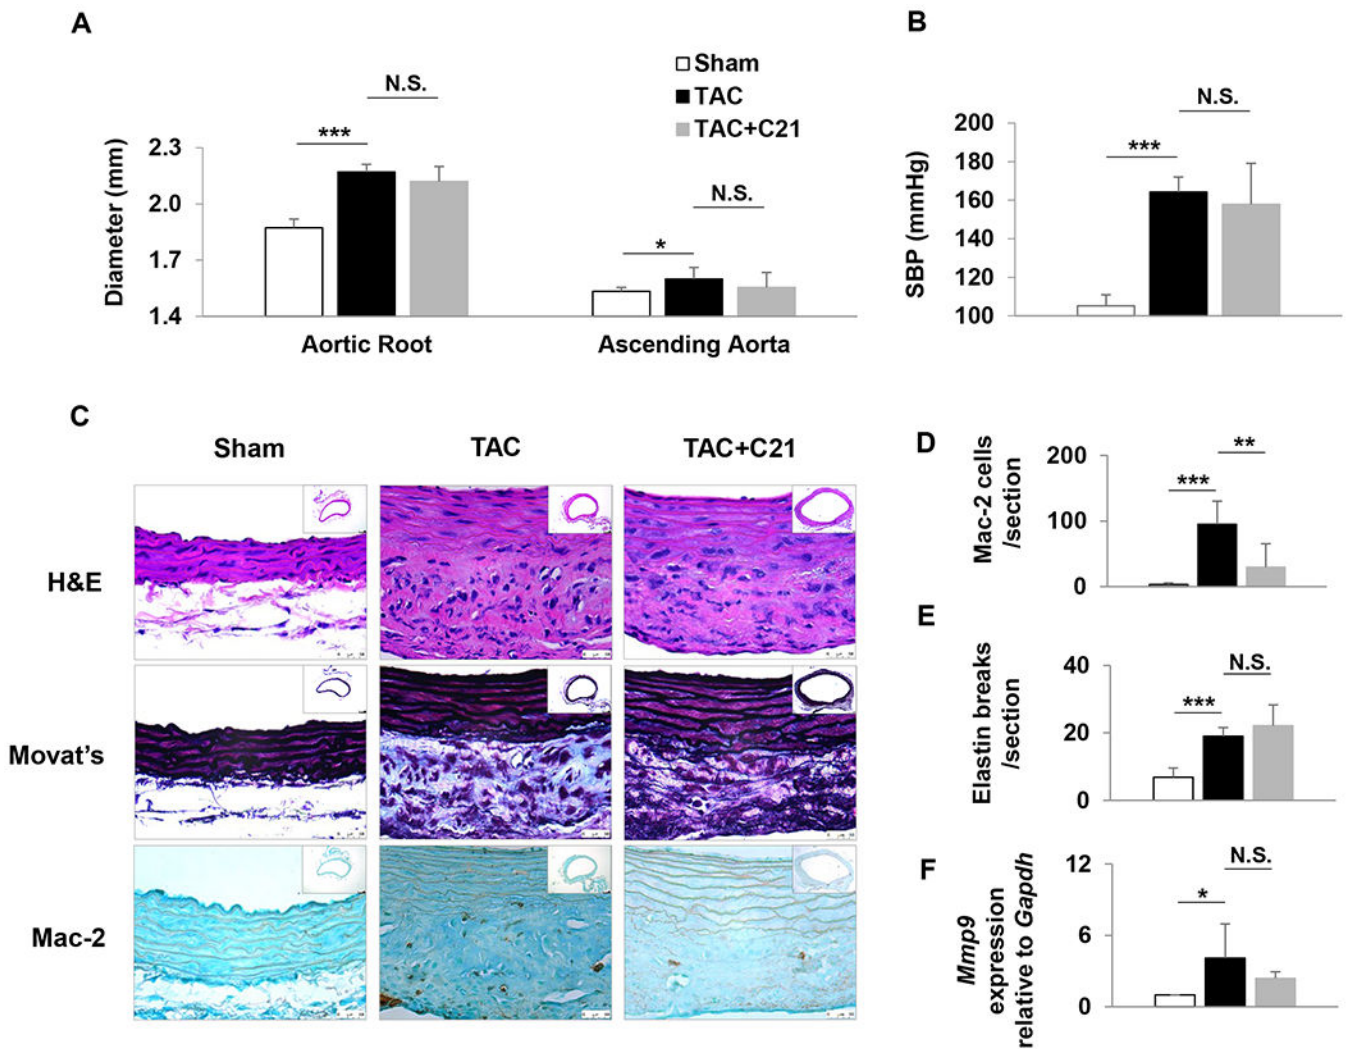 A
B
Sham
TAC
TAC+C21
N.S.
***
N.S.
*
Diameter (mm)
2.3
2.0
1.7
1.4
Aortic Root
Ascending Aorta
N.S.
***
SBP (mmHg)
200
180
160
140
120
100
C
Sham
TAC
TAC+C21
H&E
Movat's
Mac-2
D
Mac-2 cells
/section
200
100
0
**
***
E
Elastin breaks
/section
40
20
0
N.S.
***
F
Mmp9
expression
relative to Gapdh
12
6
0
N.S.
*